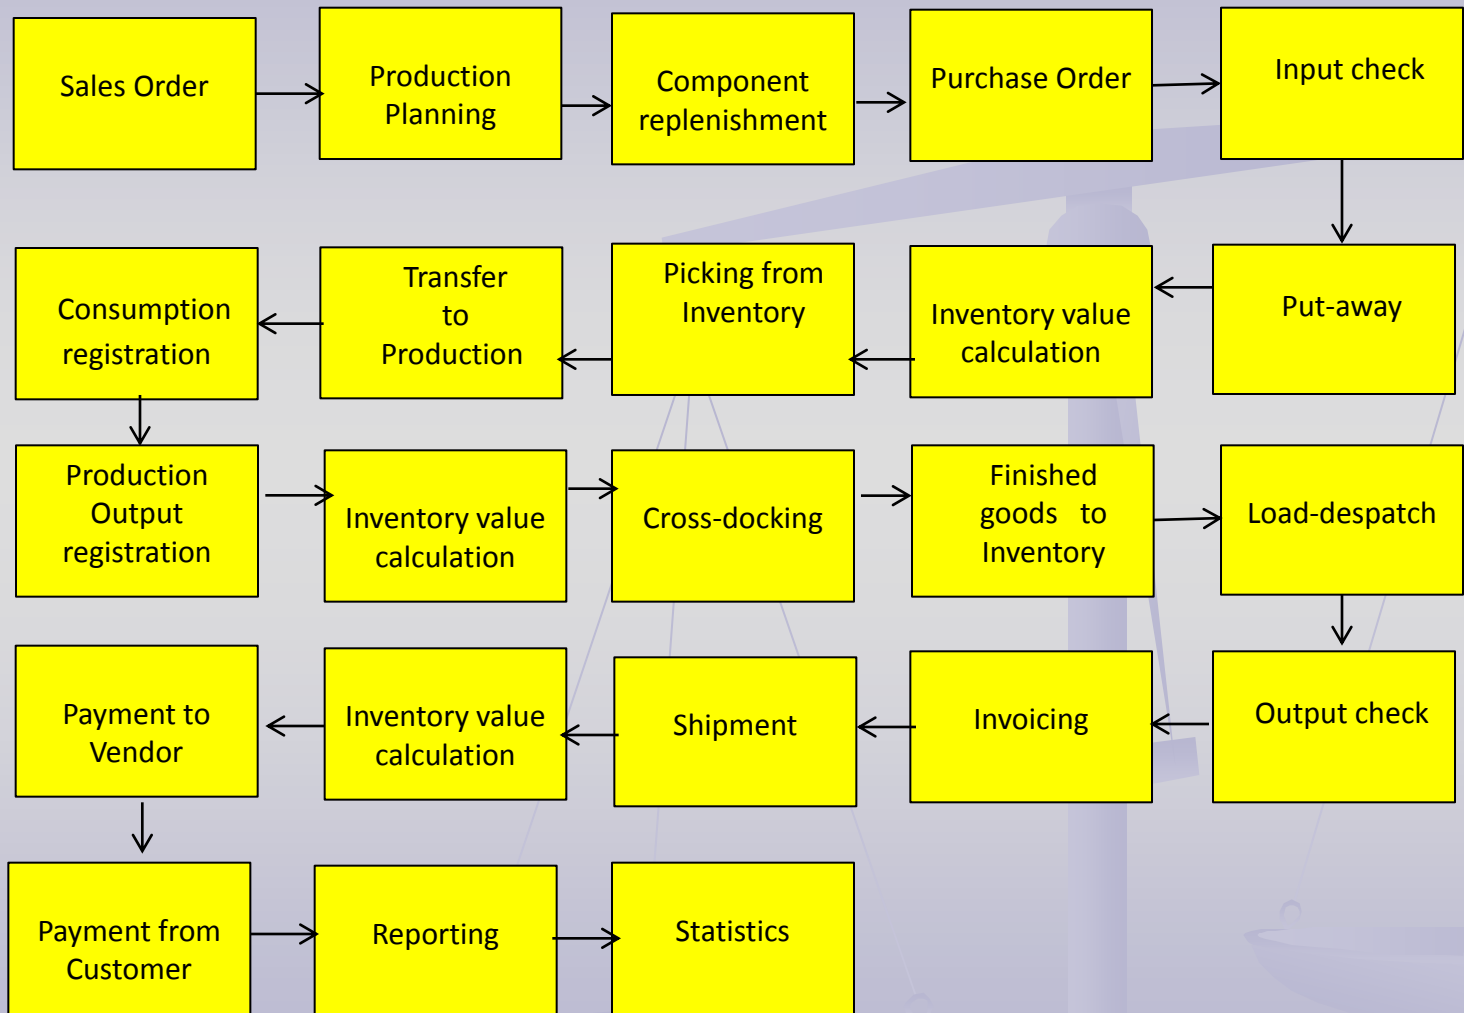 Sales Order
Production
Planning
Component
replenishment
Purchase Order
Input check
Put-away
Inventory value
calculation
Picking from
Inventory
Transfer
to
Production
Consumption
registration
Production
Output
registration
Inventory value
calculation
Cross-docking
Finished
goods to
Inventory
Load-despatch
Output check
Invoicing
Shipment
Inventory value
calculation
Payment to
Vendor
Payment from
Customer
Reporting
Statistics